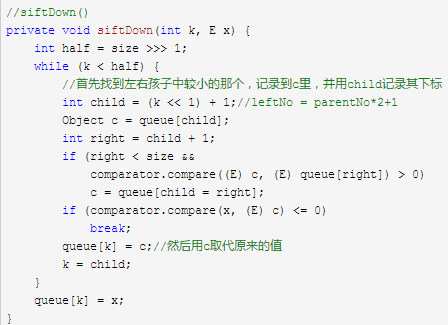 //siftDown()
private void siftDown(int k, E x) {
    int half = size >>> 1;
    while (k < half) {
        //首先找到左右孩子中较小的那个，记录到c里，并用child记录其下标
        int child = (k << 1) + 1;//leftNo = parentNo*2+1
        Object c = queue[child];
        int right = child + 1;
        if (right < size &&
            comparator.compare((E) c, (E) queue[right]) > 0)
            c = queue[child = right];
        if (comparator.compare(x, (E) c) <= 0)
            break;
        queue[k] = c;//然后用c取代原来的值
        k = child;
    }
    queue[k] = x;
}